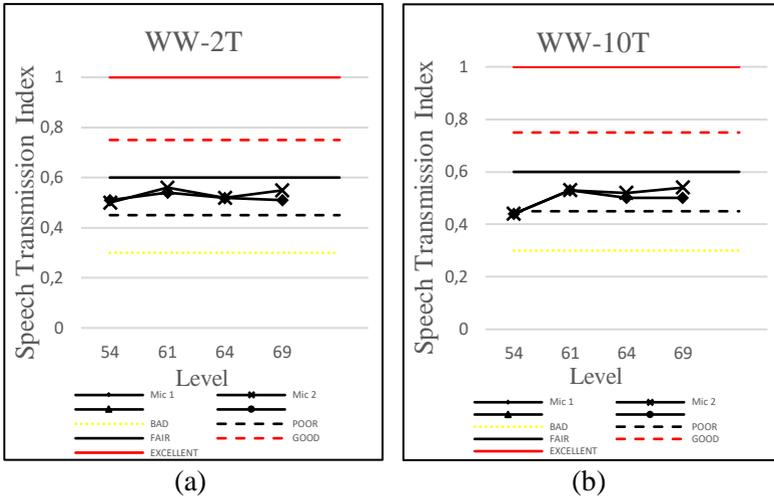 WW-2T
Speech Transmission Index
1
0,8
0,6
0,4
0,2
0
54 61 64 69
Level
Mic 1 Mic 2
BAD POOR
FAIR GOOD
EXCELLENT
(a)
WW-10T
Speech Transmission Index
1
0,8
0,6
0,4
0,2
0
54 61 64 69
Level
Mic 1 Mic 2
BAD POOR
FAIR GOOD
EXCELLENT
(b)